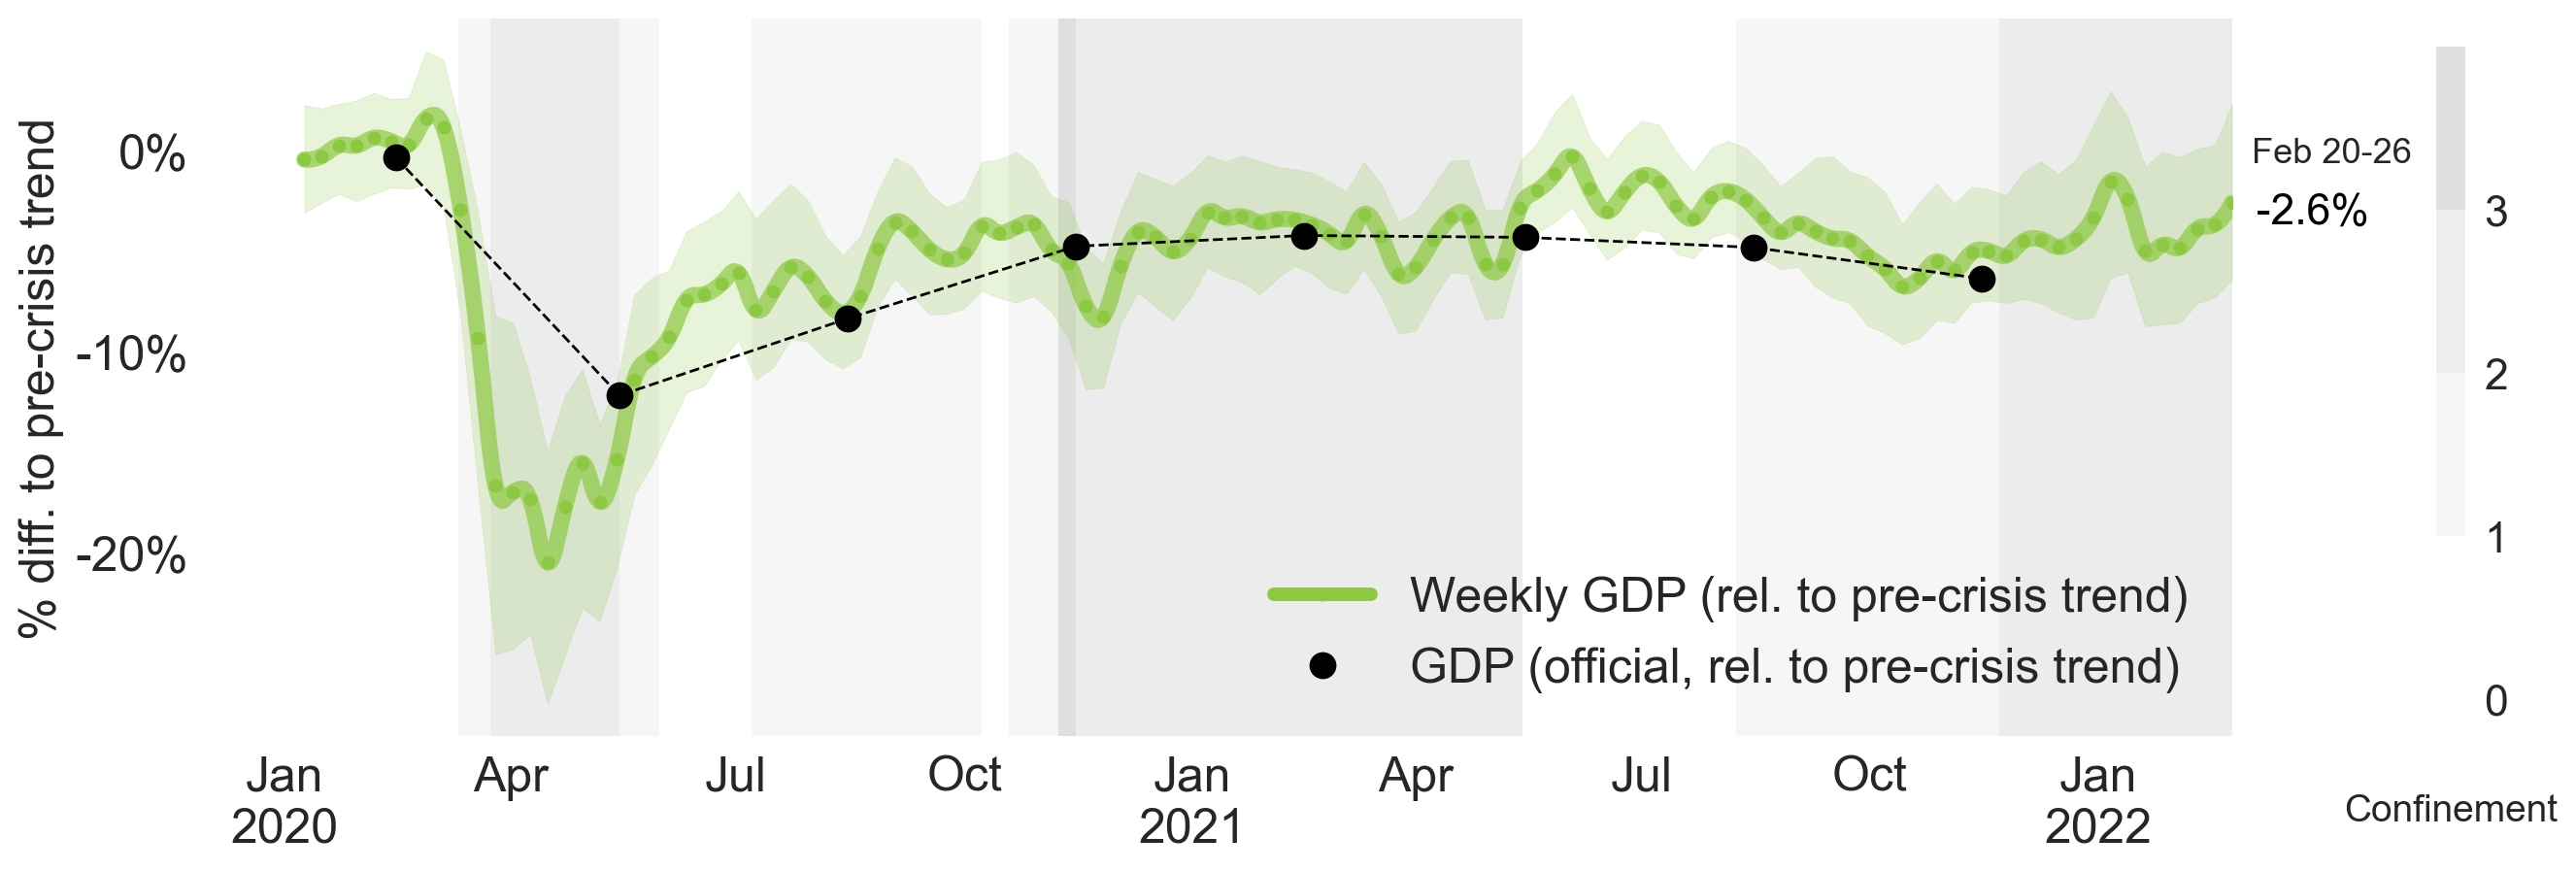 % diff. to pre-crisis trend
0%
-10%
-20%
Jan
2020
Apr
Jul
Oct
Jan
2021
Apr
Jul
Oct
Jan
2022
Weekly GDP (rel. to pre-crisis trend)
GDP (official, rel. to pre-crisis trend)
Feb 20-26
-2.6%
3
2
1
0
Confinement